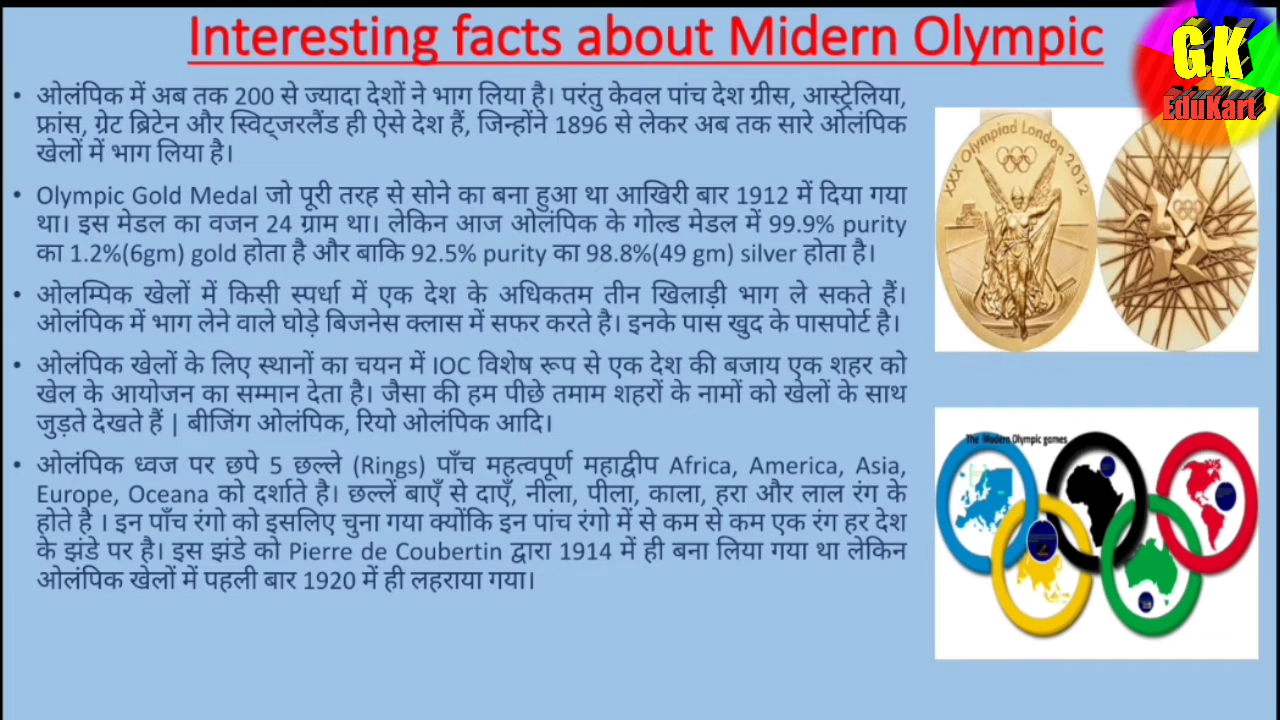 Interesting facts about Midern Olympic
GK
EduKart
• ओलंपिक में अब तक 200 से ज्यादा देशों ने भाग लिया है। परंतु केवल पांच देश ग्रीस, आस्ट्रेलिया,
फ्रांस, ग्रेट ब्रिटेन और स्विट्जरलैंड ही ऐसे देश हैं, जिन्होंने 1896 से लेकर अब तक सारे ओलंपिक
खेलों में भाग लिया है।
• Olympic Gold Medal जो पूरी तरह से सोने का बना हुआ था आखिरी बार 1912 में दिया गया
था। इस मेडल का वजन 24 ग्राम था। लेकिन आज ओलंपिक के गोल्ड मेडल में 99.9% purity
का 1.2%(6gm) gold होता है और बाकि 92.5% purity का 98.8%(49 gm) silver होता है।
• ओलम्पिक खेलों में किसी स्पर्धा में एक देश के अधिकतम तीन खिलाड़ी भाग ले सकते हैं।
ओलंपिक में भाग लेने वाले घोड़े बिजनेस क्लास में सफर करते है। इनके पास खुद के पासपोर्ट है।
• ओलंपिक खेलों के लिए स्थानों का चयन में IOC विशेष रूप से एक देश की बजाय एक शहर को
खेल के आयोजन का सम्मान देता है। जैसा की हम पीछे तमाम शहरों के नामों को खेलों के साथ
जुड़ते देखते हैं | बीजिंग ओलंपिक, रियो ओलंपिक आदि।
• ओलंपिक ध्वज पर छपे 5 छल्ले (Rings) पाँच महत्वपूर्ण महाद्वीप Africa, America, Asia,
Europe, Oceana को दर्शाते है। छल्लें बाएँ से दाएँ, नीला, पीला, काला, हरा और लाल रंग के
होते है । इन पाँच रंगो को इसलिए चुना गया क्योंकि इन पांच रंगो में से कम से कम एक रंग हर देश
के झंडे पर है। इस झंडे को Pierre de Coubertin द्वारा 1914 में ही बना लिया गया था लेकिन
ओलंपिक खेलों में पहली बार 1920 में ही लहराया गया।
XXX Olympiad London 2012
The Modern Olympic games